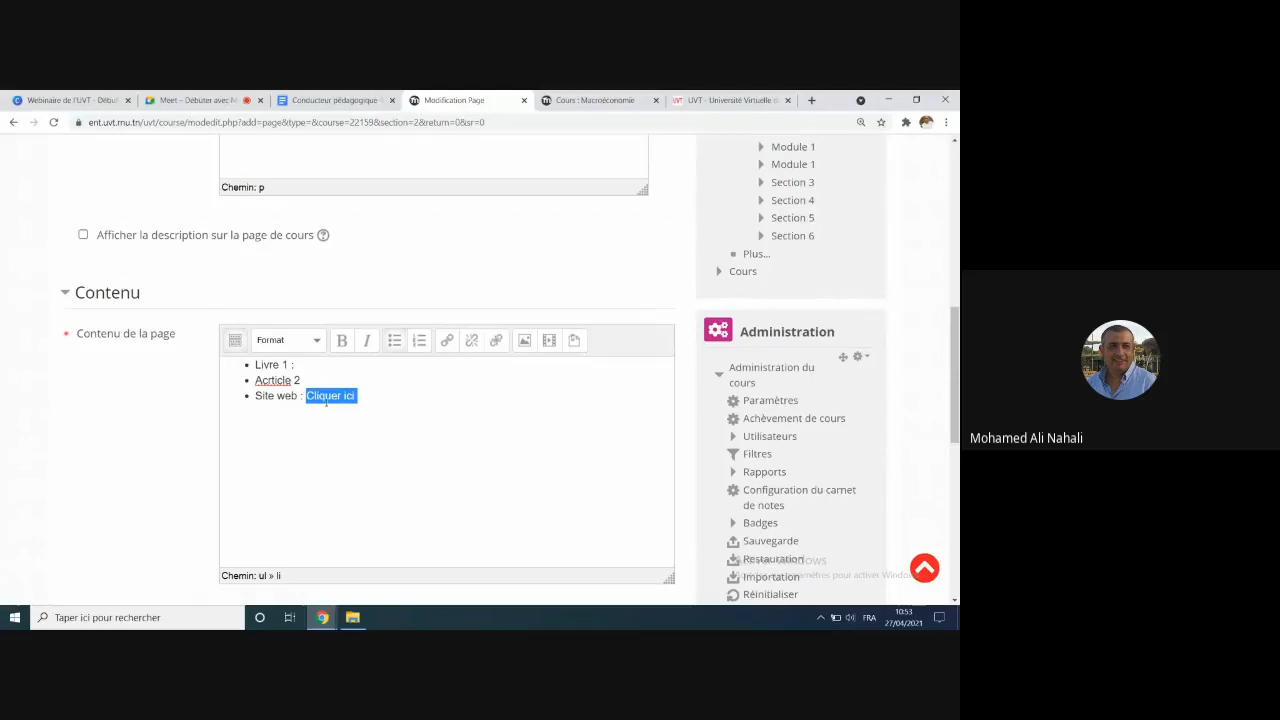 Webinaire de l'UVT - Débu
Meet – Débuter avec M
Conducteur pédagogique
Modification Page
Cours : Macroéconomie
UVT - Université Virtuelle d
ent.uvt.rnu.tn/uvt/course/modedit.php?add=page&type=&course=22159&section=2&return=0&sr=0
Chemin: p
Afficher la description sur la page de cours
Contenu
Contenu de la page
Format
B I
Livre 1 :
Acrticle 2
Site web : Cliquer ici
Chemin: ul » li
Module 1
Module 1
Section 3
Section 4
Section 5
Section 6
Plus...
Cours
Administration
Administration du
cours
Paramètres
Achèvement de cours
Utilisateurs
Filtres
Rapports
Configuration du carnet
de notes
Badges
Sauvegarde
Restauration
Importation
Réinitialiser
paramètres pour activer Windows
Taper ici pour rechercher
FRA
10:53
27/04/2021
Mohamed Ali Nahali